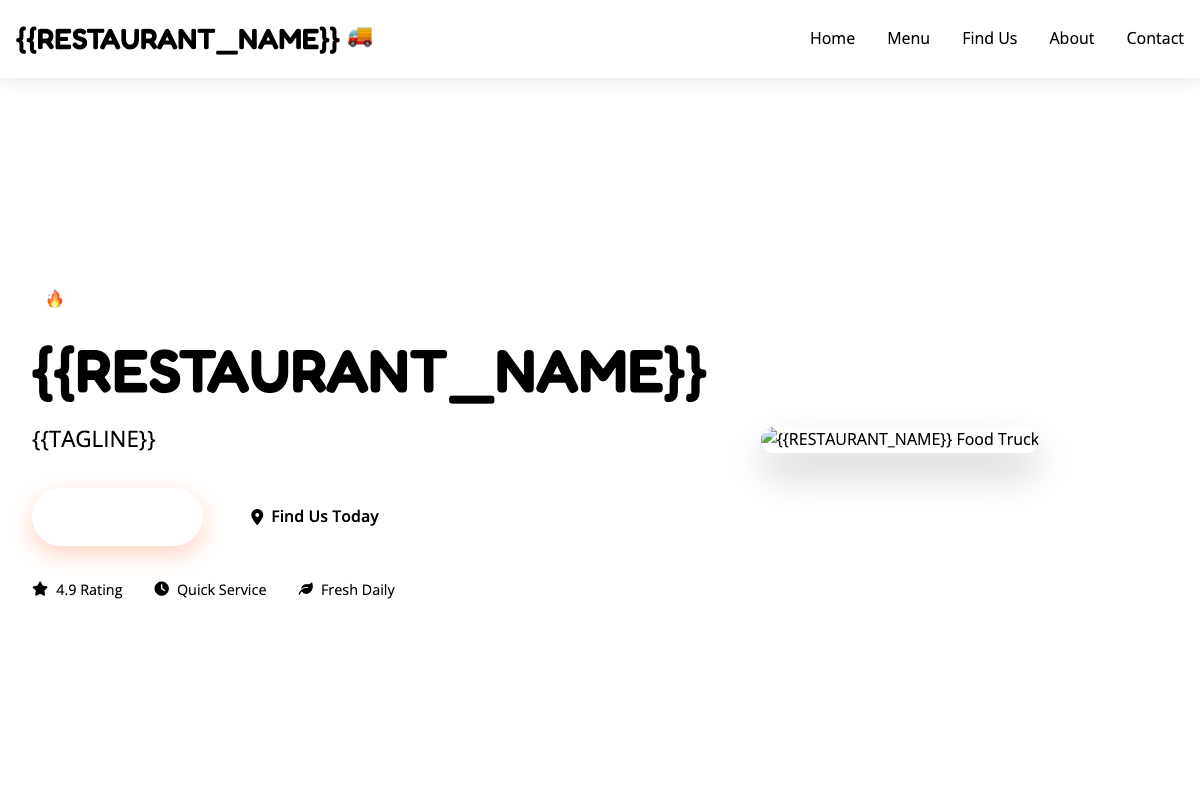 {{RESTAURANT_NAME}} 🚚
Home Menu Find Us About Contact
🔥
{{RESTAURANT_NAME}}
{{TAGLINE}}
{{RESTAURANT_NAME}} Food Truck
Find Us Today
4.9 Rating Quick Service Fresh Daily